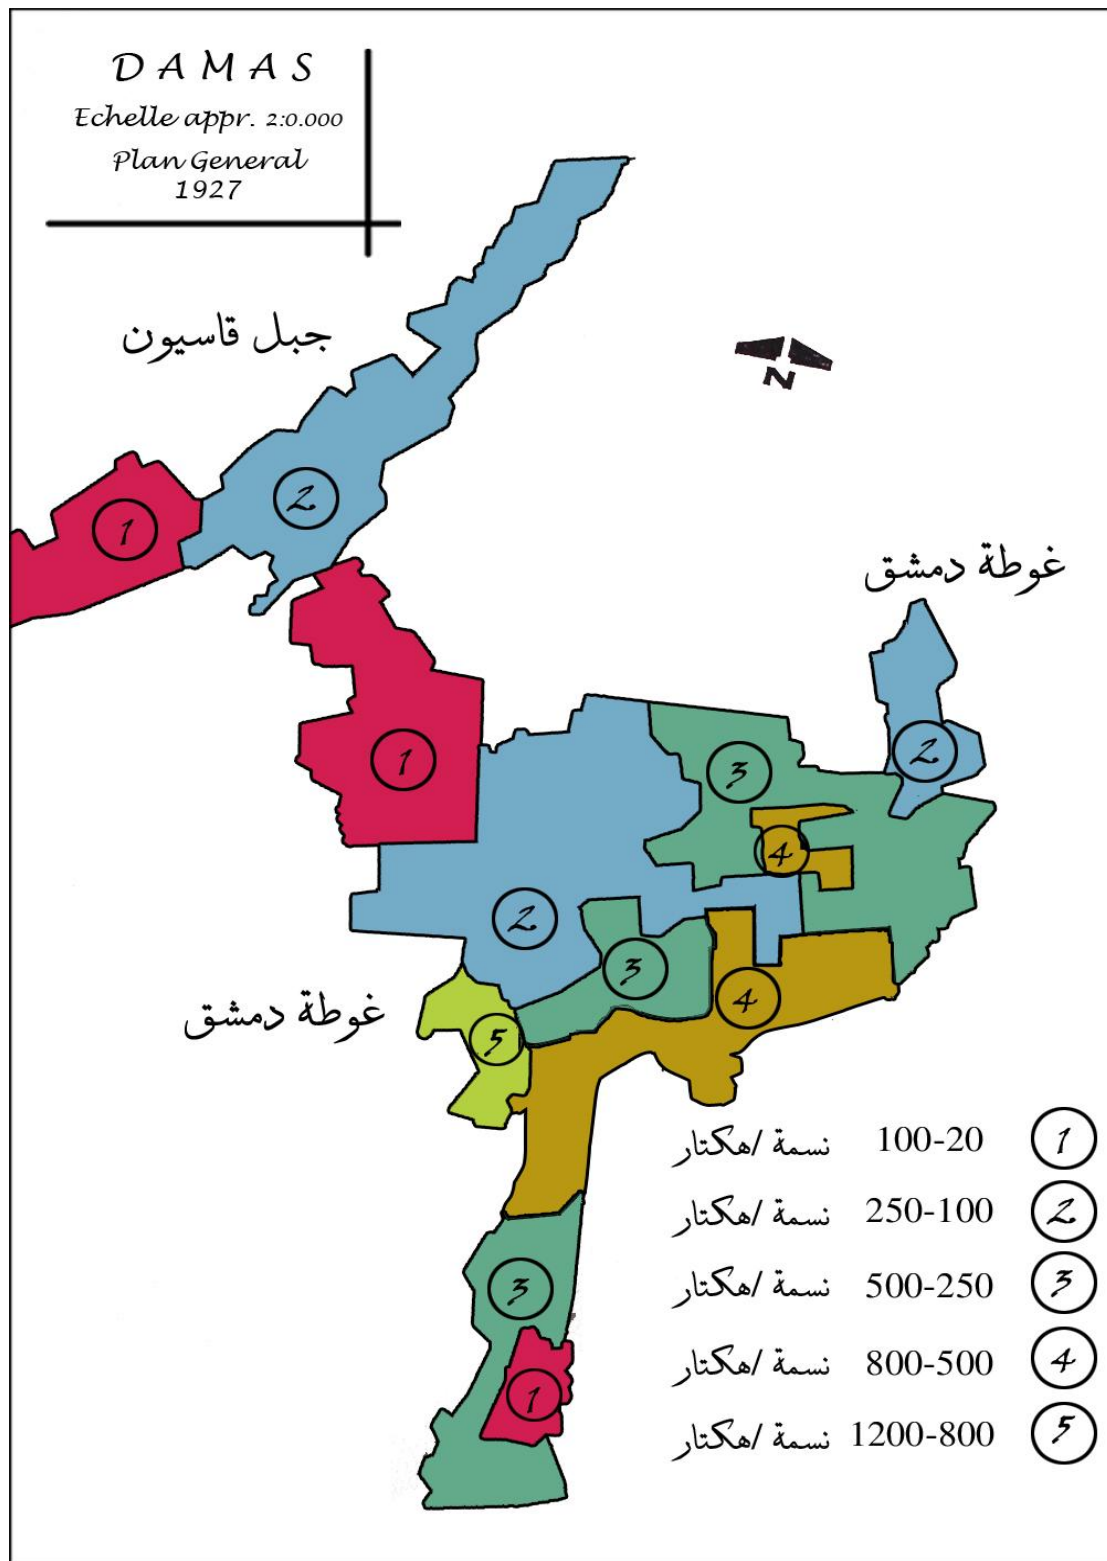 DAMAS
Echelle appr. 2:0.000
Plan General
1927
جبل قاسيون
N
غوطة دمشق
1
2
1
2
3
4
2
3
4
غوطة دمشق
5
3
1
1 100-20 نسمة /هكتار
2 250-100 نسمة /هكتار
3 500-250 نسمة /هكتار
4 800-500 نسمة /هكتار
5 1200-800 نسمة /هكتار